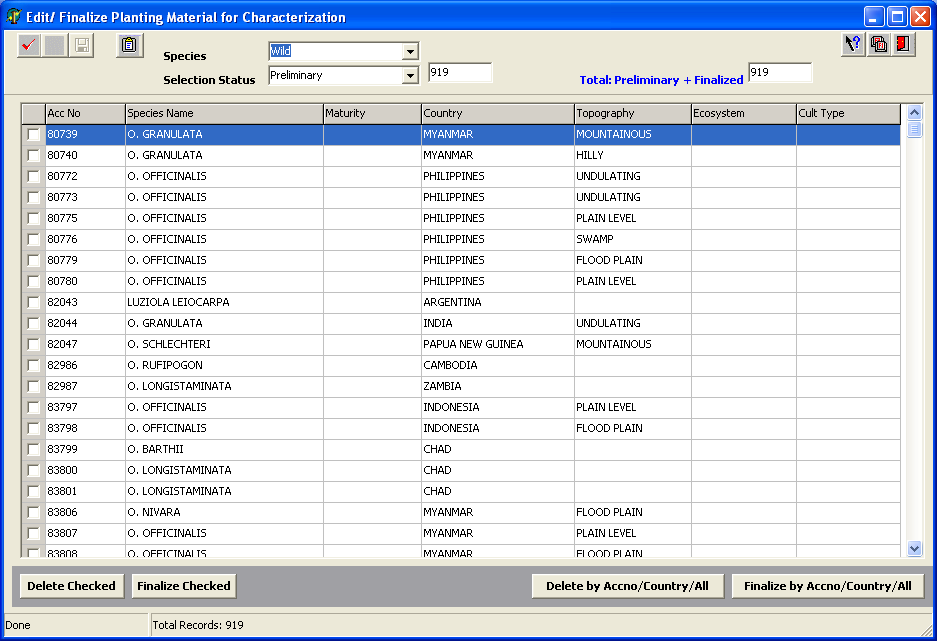 Edit/ Finalize Planting Material for Characterization
Species Wild
Selection Status Preliminary 919 Total: Preliminary + Finalized 919
Acc No Species Name Maturity Country Topography Ecosystem Cult Type
80739 O. GRANULATA MYANMAR MOUNTAINOUS
80740 O. GRANULATA MYANMAR HILLY
80772 O. OFFICINALIS PHILIPPINES UNDULATING
80773 O. OFFICINALIS PHILIPPINES UNDULATING
80775 O. OFFICINALIS PHILIPPINES PLAIN LEVEL
80776 O. OFFICINALIS PHILIPPINES SWAMP
80779 O. OFFICINALIS PHILIPPINES FLOOD PLAIN
80780 O. OFFICINALIS PHILIPPINES PLAIN LEVEL
82043 LUZIOLA LEIOCARPA ARGENTINA
82044 O. GRANULATA INDIA UNDULATING
82047 O. SCHLECHTERI PAPUA NEW GUINEA MOUNTAINOUS
82986 O. RUFIPOGON CAMBODIA
82987 O. LONGISTAMINATA ZAMBIA
83797 O. OFFICINALIS INDONESIA PLAIN LEVEL
83798 O. OFFICINALIS INDONESIA FLOOD PLAIN
83799 O. BARTHII CHAD
83800 O. LONGISTAMINATA CHAD
83801 O. LONGISTAMINATA CHAD
83806 O. NIVARA MYANMAR FLOOD PLAIN
83807 O. OFFICINALIS MYANMAR PLAIN LEVEL
83808 O. OFFICINALIS MYANMAR FLOOD PLAIN
Delete Checked Finalize Checked Delete by Accno/Country/All Finalize by Accno/Country/All
Done Total Records: 919